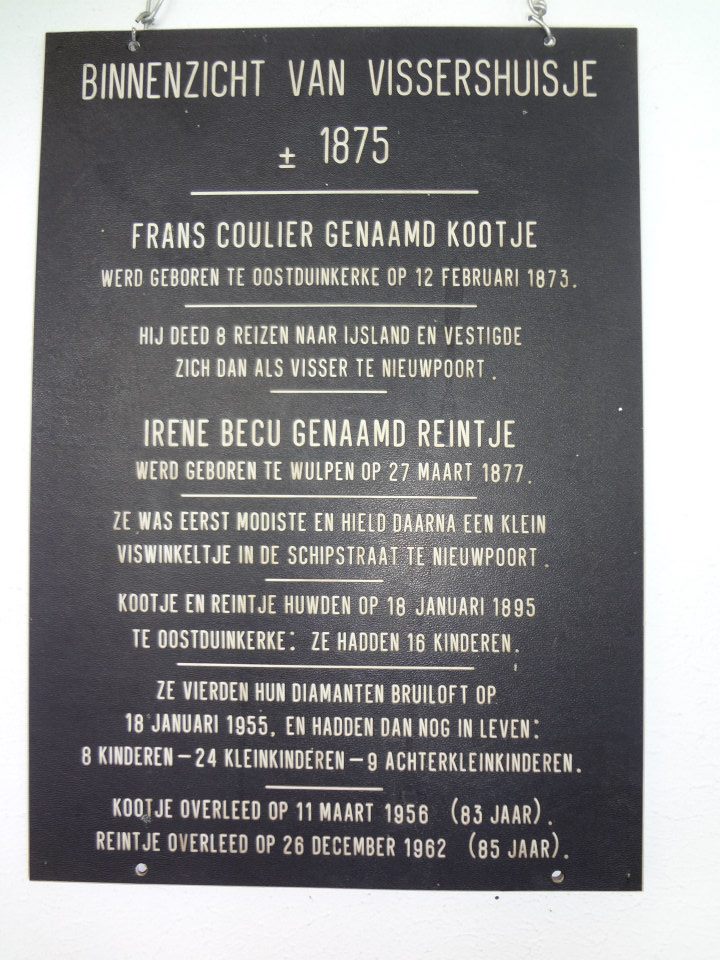 BINNENZICHT VAN VISSERSHUISJE
± 1875
FRANS COULIER GENAAMD KOOTJE
WERD GEBOREN TE OOSTDUINKERKE OP 12 FEBRUARI 1873.
HIJ DEED 8 REIZEN NAAR IJSLAND EN VESTIGDE
ZICH DAN ALS VISSER TE NIEUWPOORT.
IRENE BECU GENAAMD REINTJE
WERD GEBOREN TE WULPEN OP 27 MAART 1877.
ZE WAS EERST MODISTE EN HIELD DAARNA EEN KLEIN
VISWINKELTJE IN DE SCHIPSTRAAT TE NIEUWPOORT.
KOOTJE EN REINTJE HUWDEN OP 18 JANUARI 1895
TE OOSTDUINKERKE: ZE HADDEN 16 KINDEREN.
ZE VIERDEN HUN DIAMANTEN BRUILOFT OP
18 JANUARI 1955, EN HADDEN DAN NOG IN LEVEN:
8 KINDEREN – 24 KLEINKINDEREN – 9 ACHTERKLEINKINDEREN.
KOOTJE OVERLEED OP 11 MAART 1956 (83 JAAR).
REINTJE OVERLEED OP 26 DECEMBER 1962 (85 JAAR).